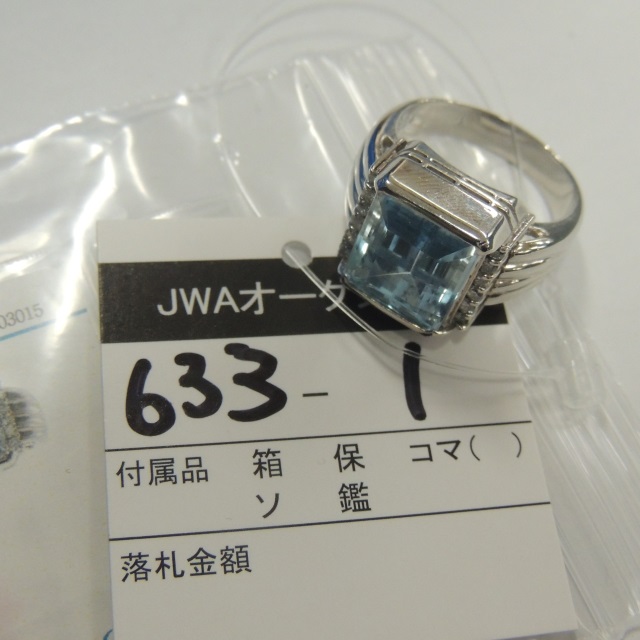 03015
JWAオーク
633-1
付属品 箱 保 コマ( )
ソ 鑑
落札金額